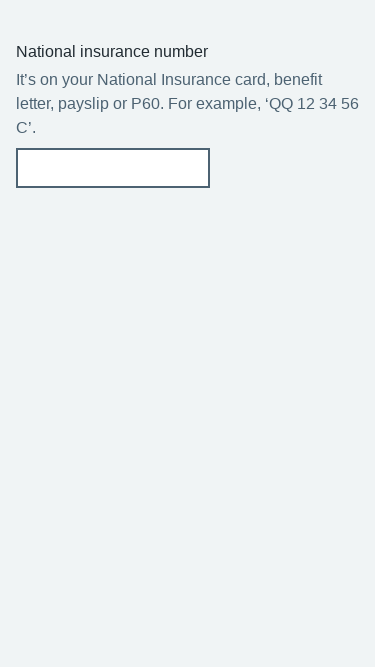 National insurance number
It’s on your National Insurance card, benefit
letter, payslip or P60. For example, ‘QQ 12 34 56
C’.